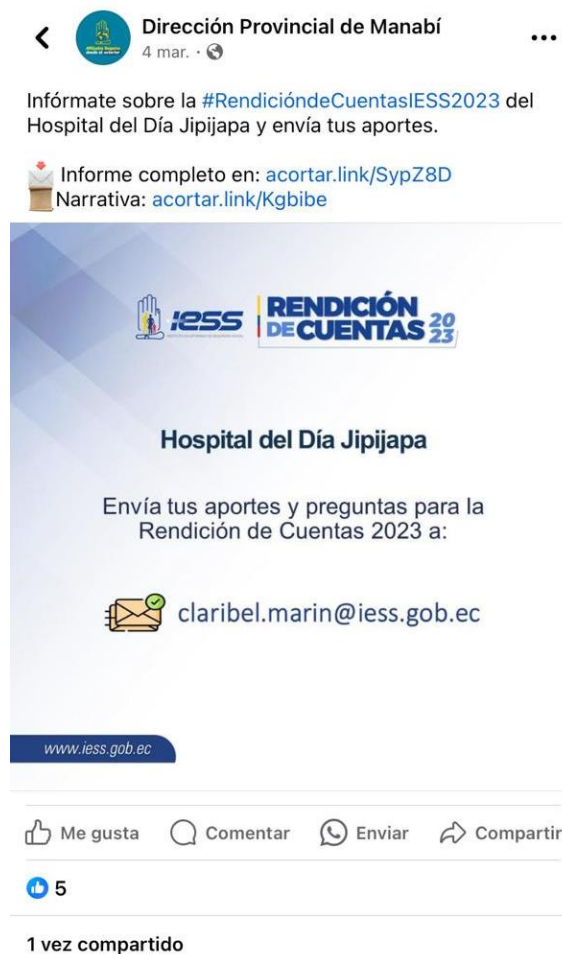 Dirección Provincial de Manabí
4 mar. ·
Infórmate sobre la #RendicióndeCuentasIESS2023 del
Hospital del Día Jipijapa y envía tus aportes.
Informe completo en: acortar.link/SypZ8D
Narrativa: acortar.link/Kgbibe
IESS
RENDICIÓN
DE CUENTAS 2023
Hospital del Día Jipijapa
Envía tus aportes y preguntas para la
Rendición de Cuentas 2023 a:
claribel.marin@iess.gob.ec
www.iess.gob.ec
Me gusta Comentar Enviar Compartir
5
1 vez compartido